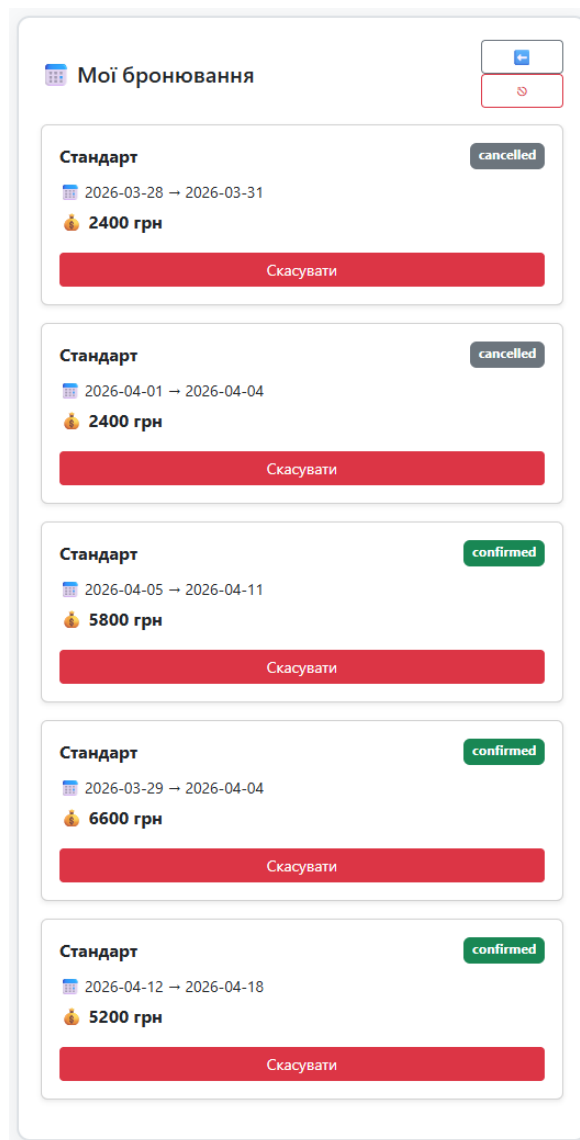 Мої бронювання
Стандарт
cancelled
2026-03-28 → 2026-03-31
2400 грн
Скасувати
Стандарт
cancelled
2026-04-01 → 2026-04-04
2400 грн
Скасувати
Стандарт
confirmed
2026-04-05 → 2026-04-11
5800 грн
Скасувати
Стандарт
confirmed
2026-03-29 → 2026-04-04
6600 грн
Скасувати
Стандарт
confirmed
2026-04-12 → 2026-04-18
5200 грн
Скасувати